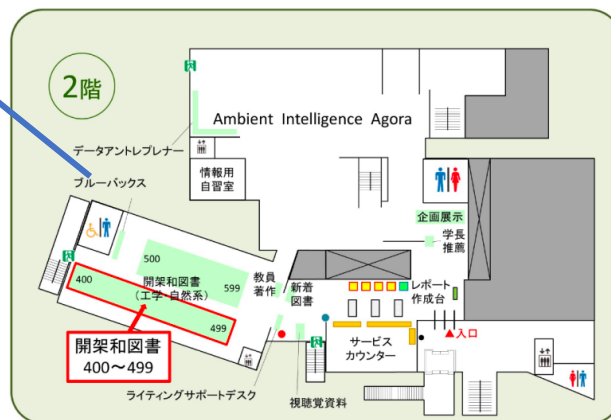 2階
Ambient Intelligence Agora
データアントレプレナー
情報用
自習室
ブルーバックス
企画展示
学長
推薦
500
599
開架和図書
(工学・自然系)
400
499
教員
著作
新着
図書
レポート
作成台
入口
サービス
カウンター
開架和図書
400～499
ライティングサポートデスク
視聴覚資料